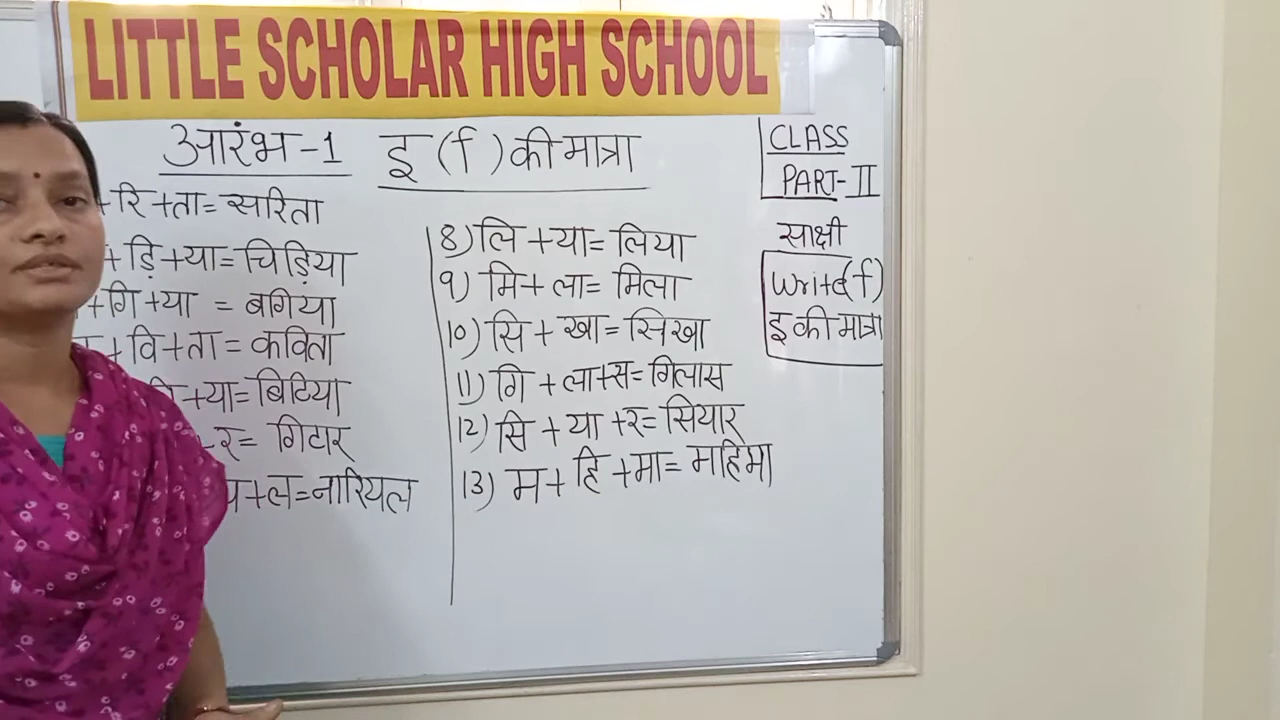 LITTLE SCHOLAR HIGH SCHOOL
आरंभ-1 इ (ि) की मात्रा
+रि+ता=सरिता
+ड़ि+या=चिड़िया
+गि+या = बगिया
+वि+ता=कविता
+या=बिटिया
र= गिटार
य+ल=नारियल
8) लि+या=लिया
9) मि+ला=मिला
10) सि+खा=सिखा
11) गि+ला+स=गिलास
12) सि+या+र=सियार
13) म+हि+मा=महिमा
CLASS
PART-II
साक्षी
Write(ि)
इ की मात्रा